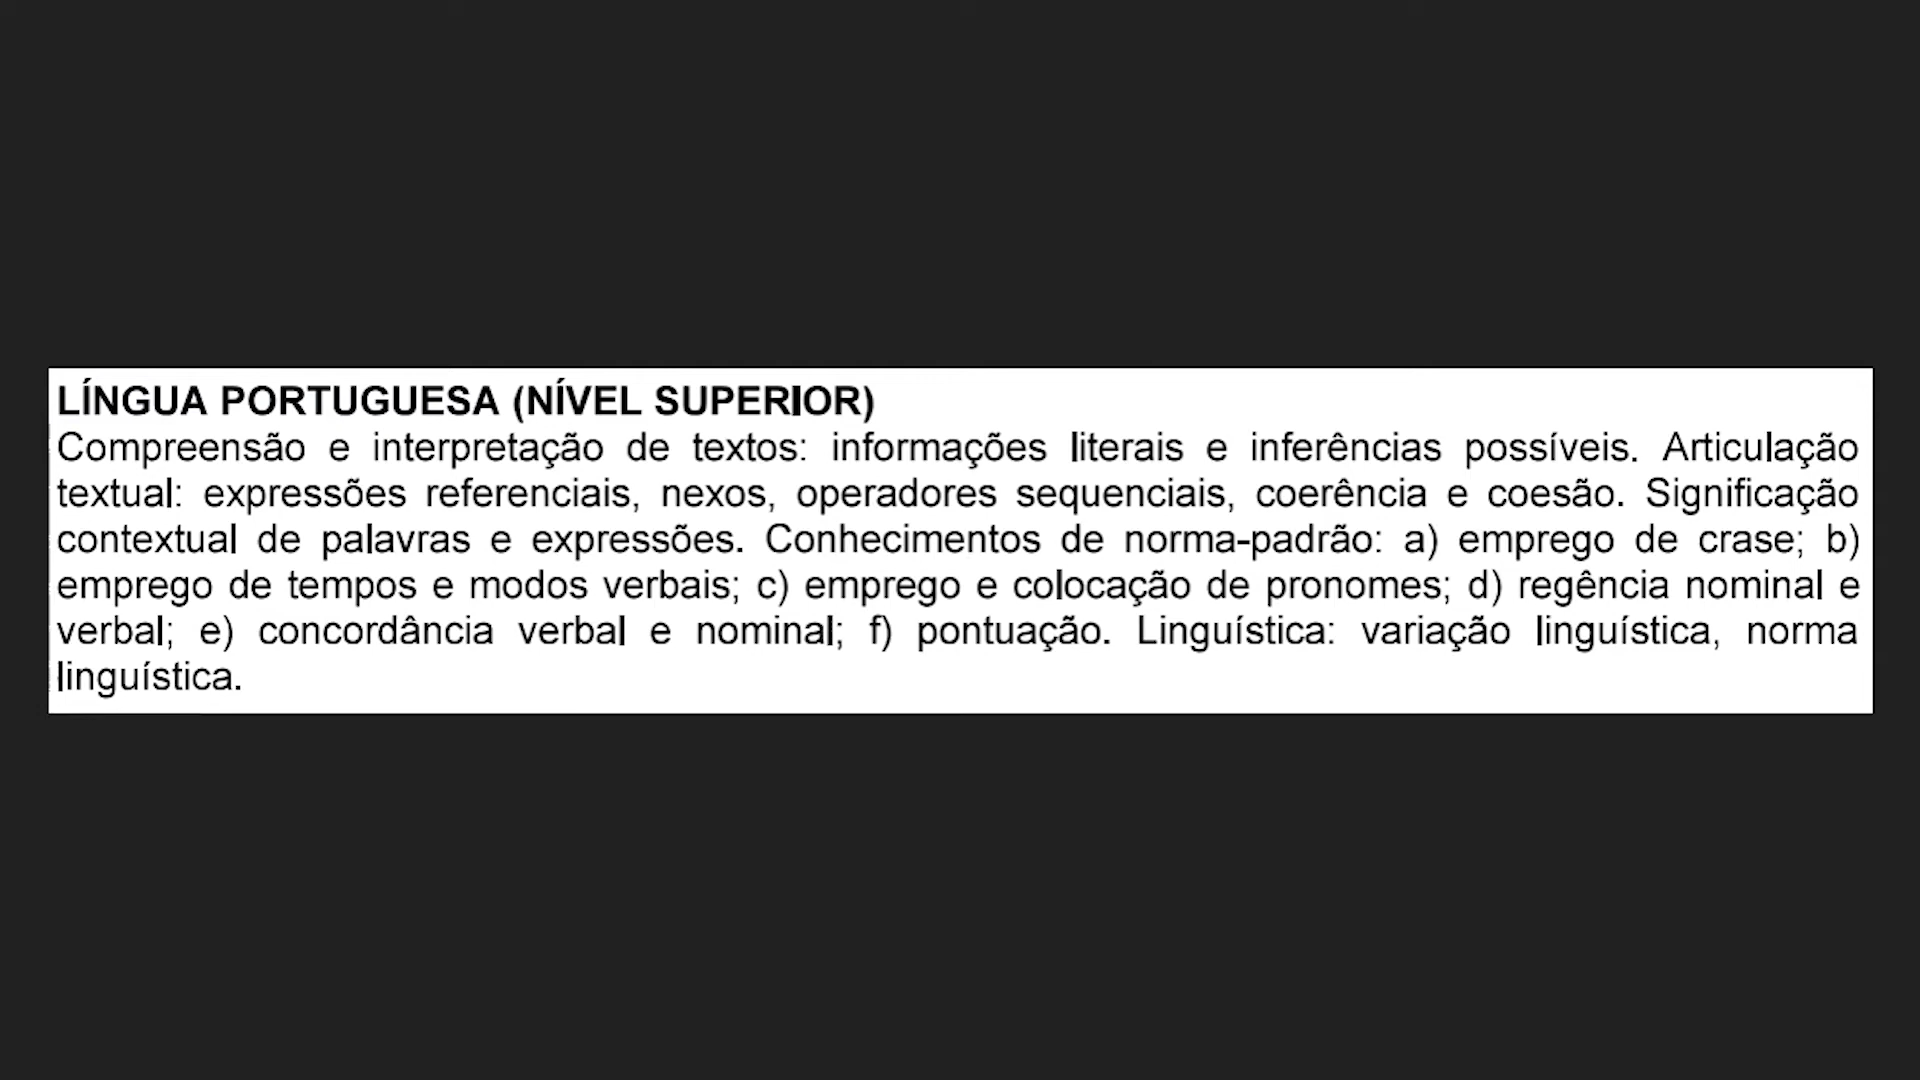 LÍNGUA PORTUGUESA (NÍVEL SUPERIOR)
Compreensão e interpretação de textos: informações literais e inferências possíveis. Articulação
textual: expressões referenciais, nexos, operadores sequenciais, coerência e coesão. Significação
contextual de palavras e expressões. Conhecimentos de norma-padrão: a) emprego de crase; b)
emprego de tempos e modos verbais; c) emprego e colocação de pronomes; d) regência nominal e
verbal; e) concordância verbal e nominal; f) pontuação. Linguística: variação linguística, norma
linguística.